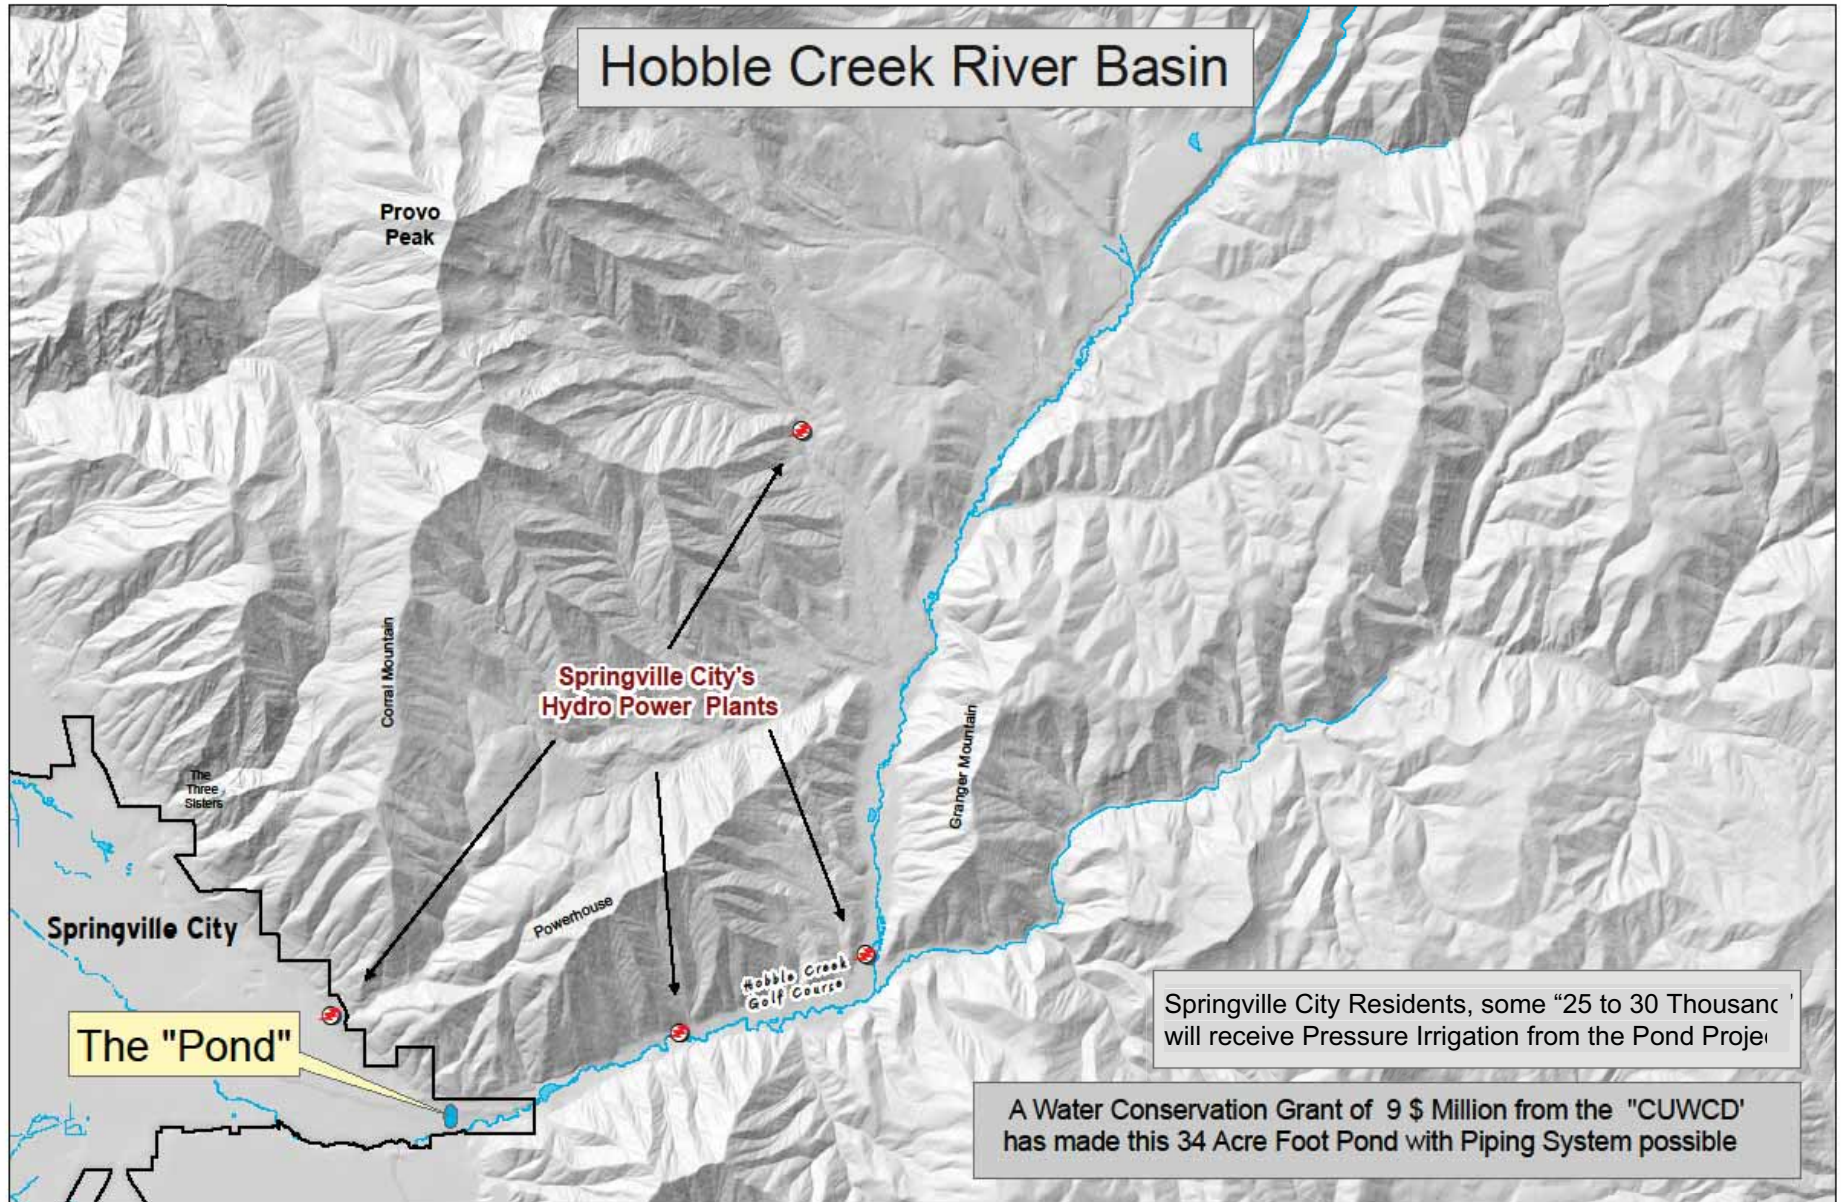 Hobble Creek River Basin
Provo
Peak
Corral Mountain
Springville City's
Hydro Power Plants
Granger Mountain
The
Three
Sisters
Springville City
Powerhouse
Hobble Creek
Golf Course
The "Pond"
Springville City Residents, some “25 to 30 Thousand’
will receive Pressure Irrigation from the Pond
A Water Conservation Grant of 9 $ Million from the "CUWCD'
has made this 34 Acre Foot Pond with Piping System possible